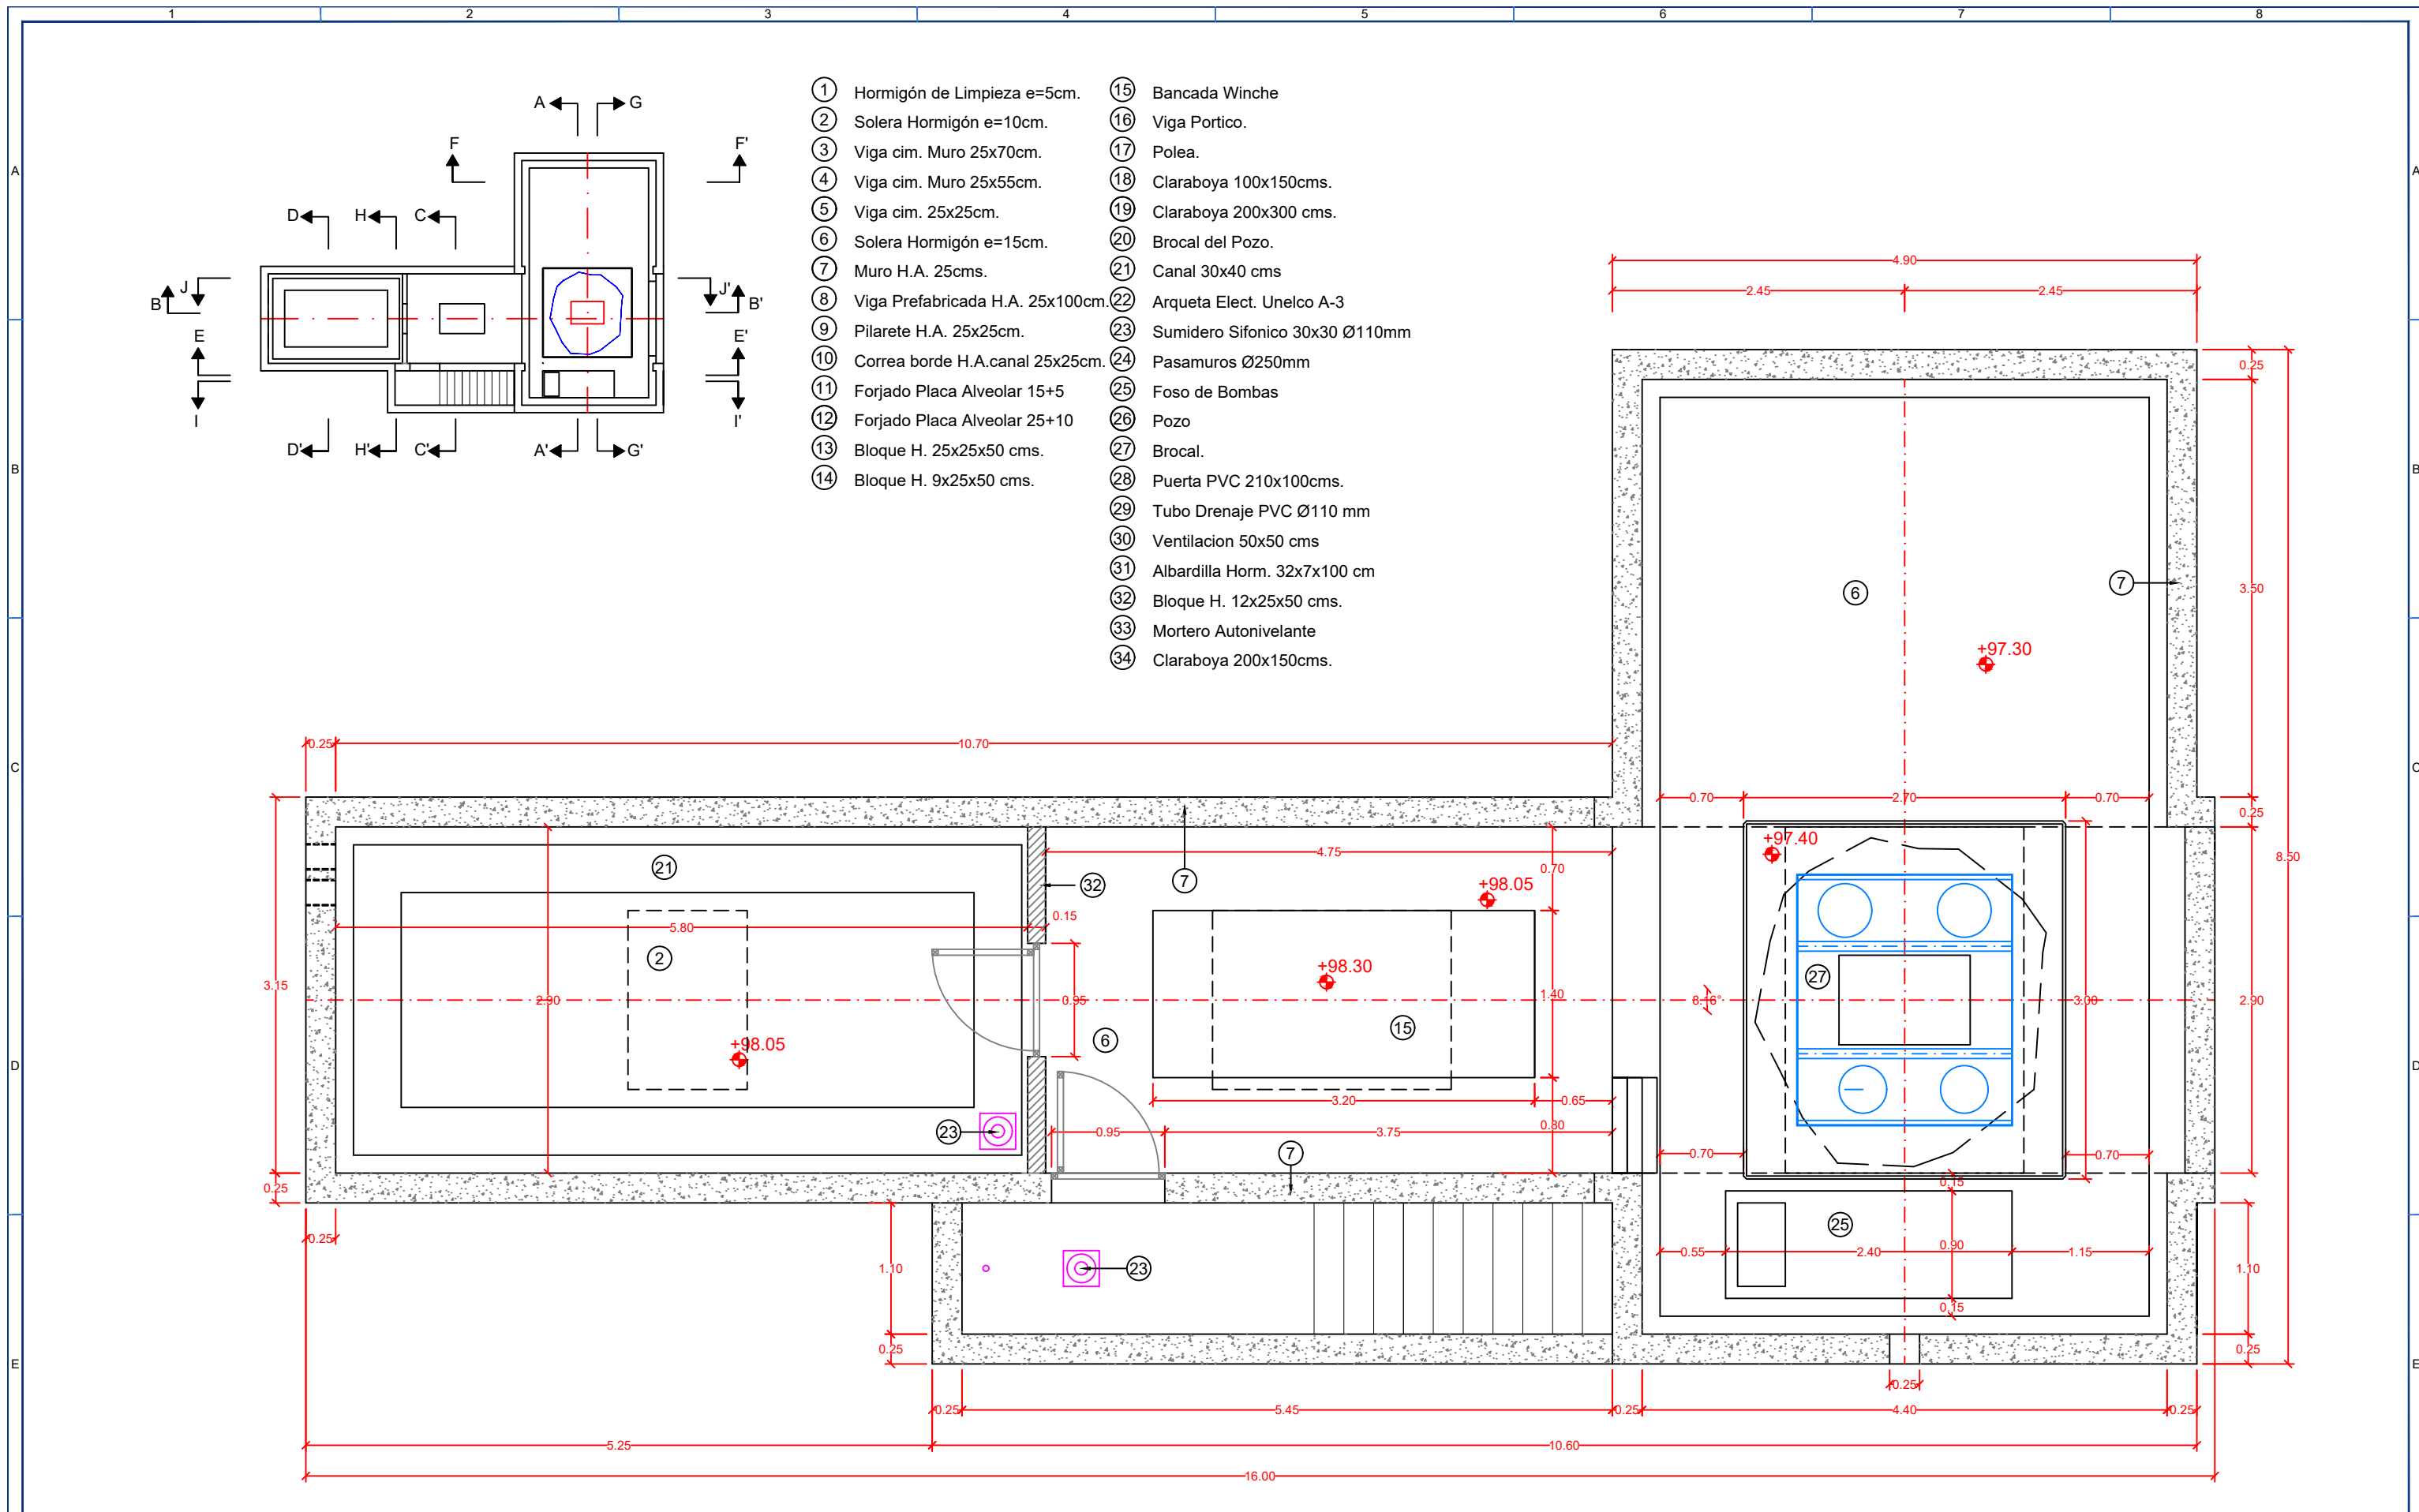 1 2 3 4 5 6 7 8
A A
B B
C C
D D
E E
A G
F F'
D H C
J J'
B B'
E E'
I I'
D' H' C' A' G'
1 Hormigón de Limpieza e=5cm.
2 Solera Hormigón e=10cm.
3 Viga cim. Muro 25x70cm.
4 Viga cim. Muro 25x55cm.
5 Viga cim. 25x25cm.
6 Solera Hormigón e=15cm.
7 Muro H.A. 25cms.
8 Viga Prefabricada H.A. 25x100cm.
9 Pilarete H.A. 25x25cm.
10 Correa borde H.A.canal 25x25cm.
11 Forjado Placa Alveolar 15+5
12 Forjado Placa Alveolar 25+10
13 Bloque H. 25x25x50 cms.
14 Bloque H. 9x25x50 cms.
15 Bancada Winche
16 Viga Portico.
17 Polea.
18 Claraboya 100x150cms.
19 Claraboya 200x300 cms.
20 Brocal del Pozo.
21 Canal 30x40 cms
22 Arqueta Elect. Unelco A-3
23 Sumidero Sifonico 30x30 Ø110mm
24 Pasamuros Ø250mm
25 Foso de Bombas
26 Pozo
27 Brocal.
28 Puerta PVC 210x100cms.
29 Tubo Drenaje PVC Ø110 mm
30 Ventilacion 50x50 cms
31 Albardilla Horm. 32x7x100 cm
32 Bloque H. 12x25x50 cms.
33 Mortero Autonivelante
34 Claraboya 200x150cms.
4.90
2.45 2.45
0.25
7
6
3.50
+97.30
0.25 10.70
0.70 2.70 0.70
0.25
+97.40
4.75
8.50
21
0.70
7
32
+98.05
0.15
5.80
2
+98.30
27
3.15
2.90
0.95
1.40
8.16°
3.00
2.90
15
6
+98.05
3.20 0.65
23
0.95 3.75
0.80
7
0.70 0.70
0.25
0.15
25
0.25
0.55 2.40 0.90 1.15
1.10
23
1.10
0.15
0.25
0.25
0.25
0.25 5.45 0.25 4.40 0.25
5.25 10.60
16.00